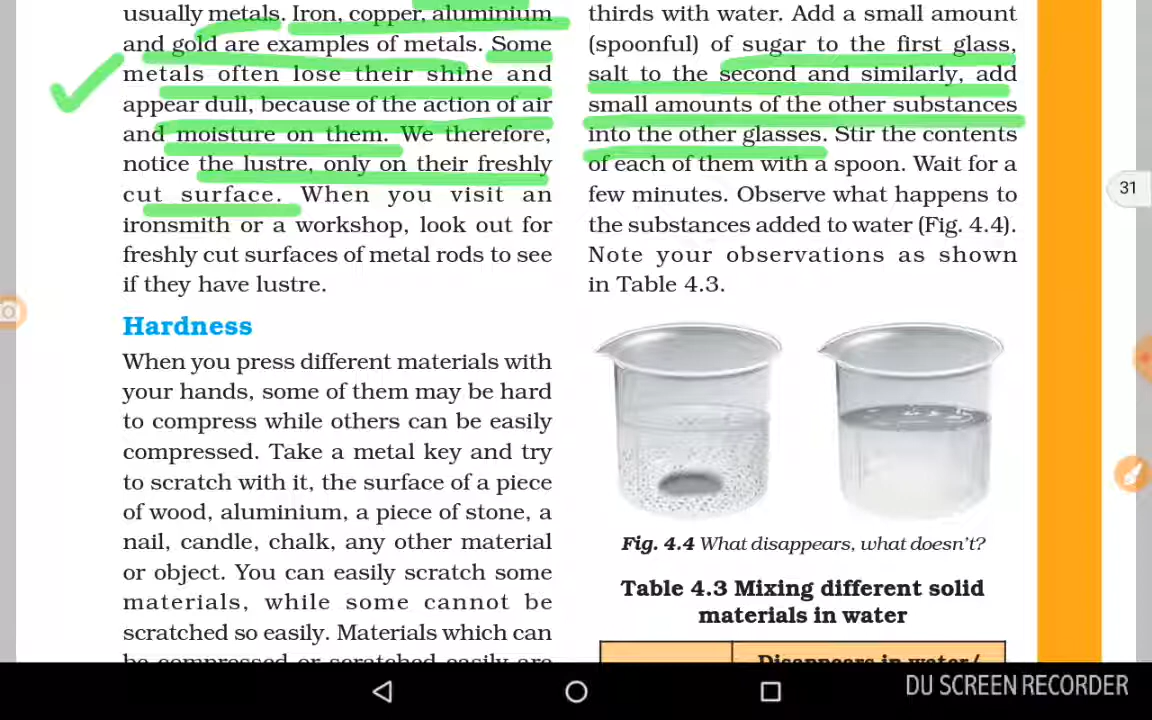 usually metals. Iron, copper, aluminium
and gold are examples of metals. Some
metals often lose their shine and
appear dull, because of the action of air
and moisture on them. We therefore,
notice the lustre, only on their freshly
cut surface. When you visit an
ironsmith or a workshop, look out for
freshly cut surfaces of metal rods to see
if they have lustre.
Hardness
When you press different materials with
your hands, some of them may be hard
to compress while others can be easily
compressed. Take a metal key and try
to scratch with it, the surface of a piece
of wood, aluminium, a piece of stone, a
nail, candle, chalk, any other material
or object. You can easily scratch some
materials, while some cannot be
scratched so easily. Materials which can
be compressed or scratched easily are
thirds with water. Add a small amount
(spoonful) of sugar to the first glass,
salt to the second and similarly, add
small amounts of the other substances
into the other glasses. Stir the contents
of each of them with a spoon. Wait for a
few minutes. Observe what happens to
the substances added to water (Fig. 4.4).
Note your observations as shown
in Table 4.3.
Fig. 4.4 What disappears, what doesn't?
Table 4.3 Mixing different solid
materials in water
Disappears in water/
31
DU SCREEN RECORDER